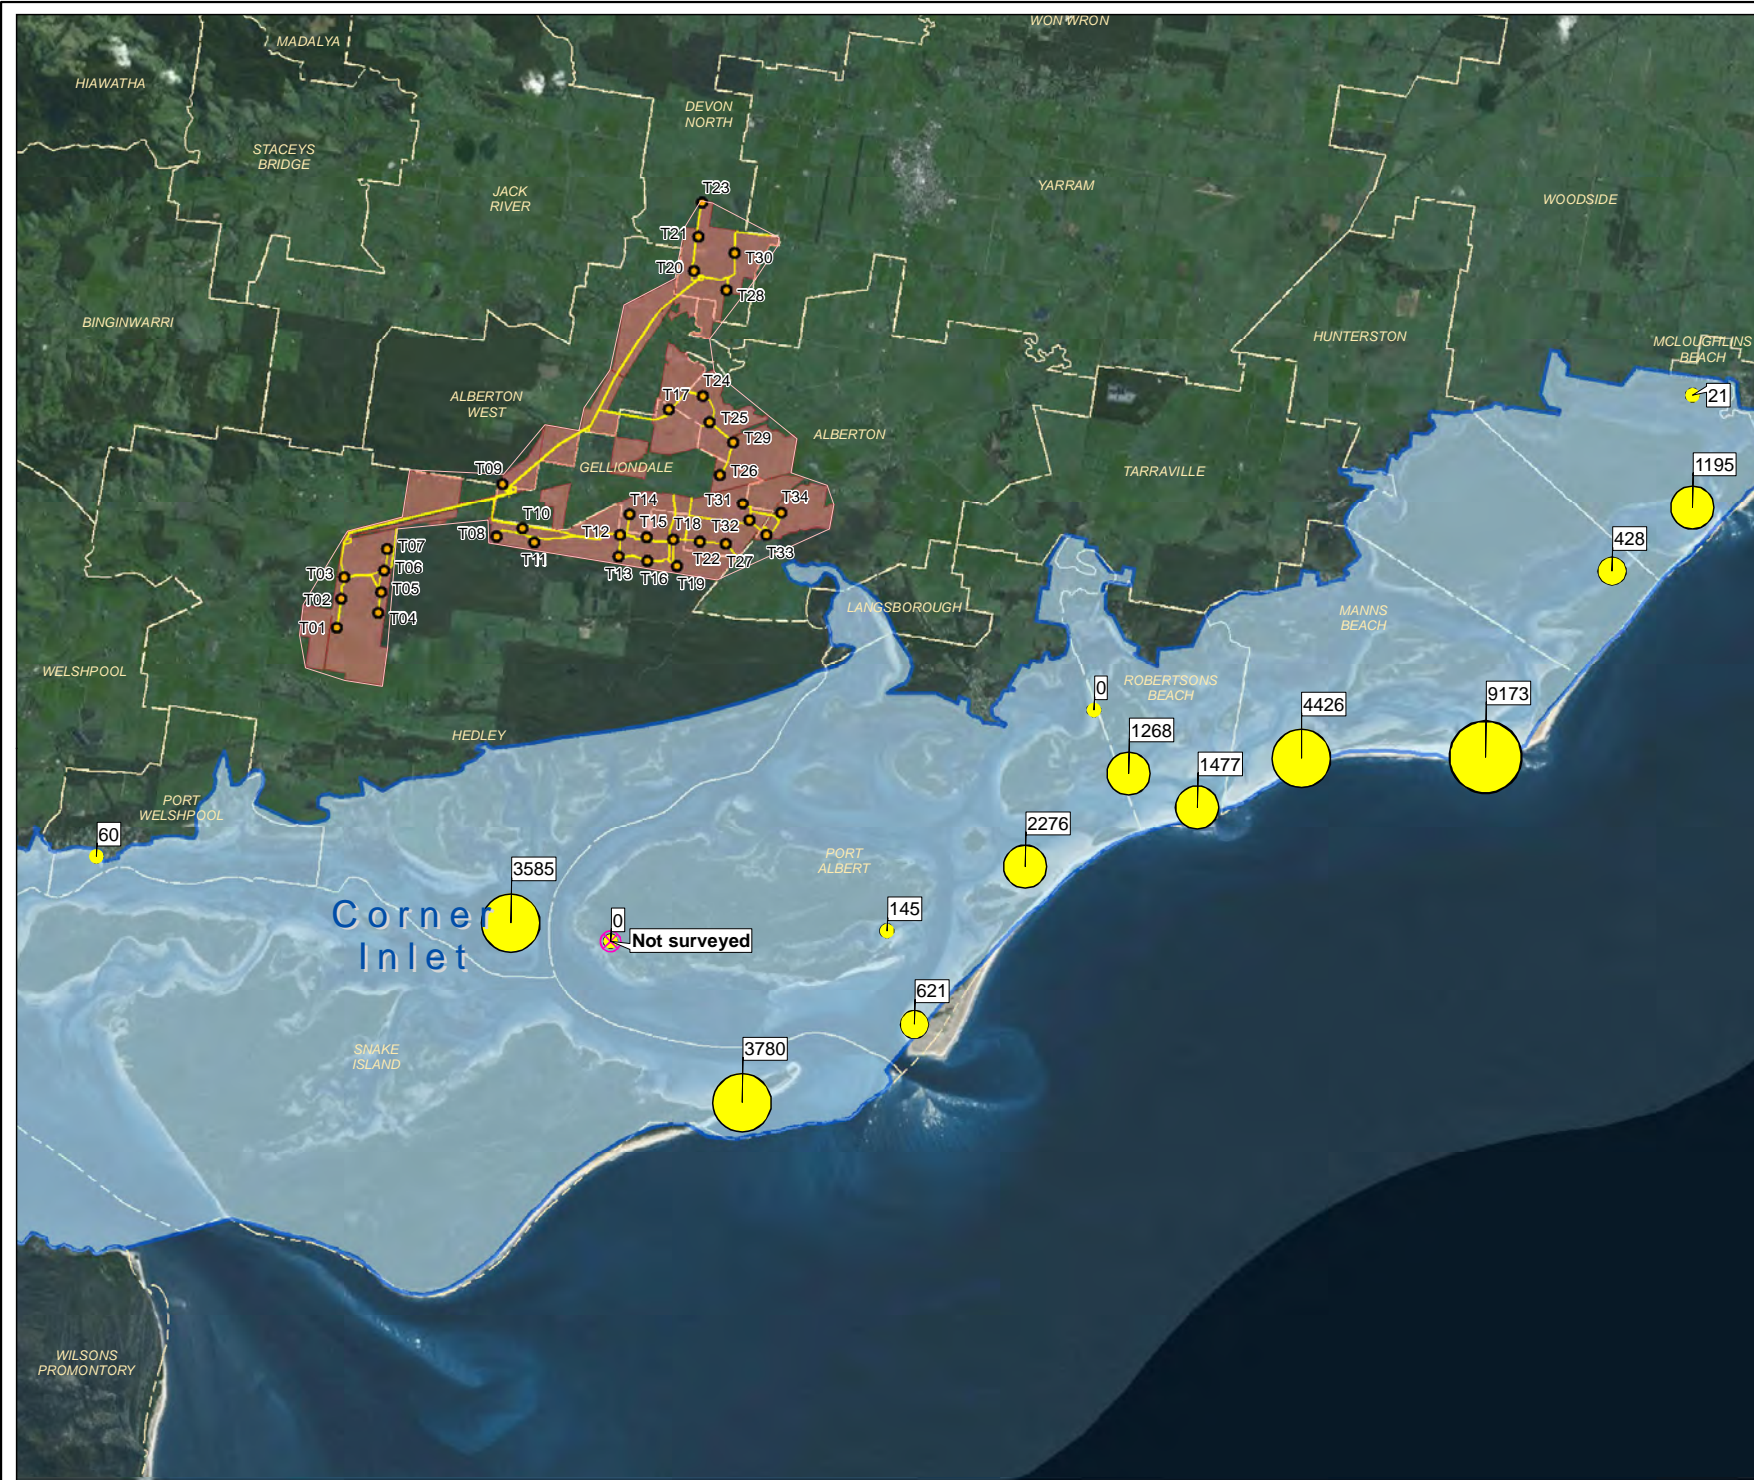 WON WRON
MADALYA
HIAWATHA
DEVON
NORTH
STACEYS
BRIDGE
JACK
RIVER
YARRAM
WOODSIDE
T23
T21
T20
T30
T28
BINGINWARRI
HUNTERSTON
MCLOUGHLINS
BEACH
21
ALBERTON
WEST
T17
T24
T25
T29
T26
ALBERTON
GELLIONDALE
TARRAVILLE
1195
T09
T10
T08
T11
T14
T12
T15
T18
T13
T16
T19
T22
T27
T31
T32
T34
T33
428
T07
T06
T03
T05
T02
T04
T01
LANGSBOROUGH
MANNS
BEACH
WELSHPOOL
ROBERTSONS
BEACH
0
9173
4426
1268
1477
HEDLEY
PORT
WELSHPOOL
60
2276
PORT
ALBERT
3585
Corner
Inlet
0
Not surveyed
145
621
3780
SNAKE
ISLAND
WILSONS
PROMONTORY